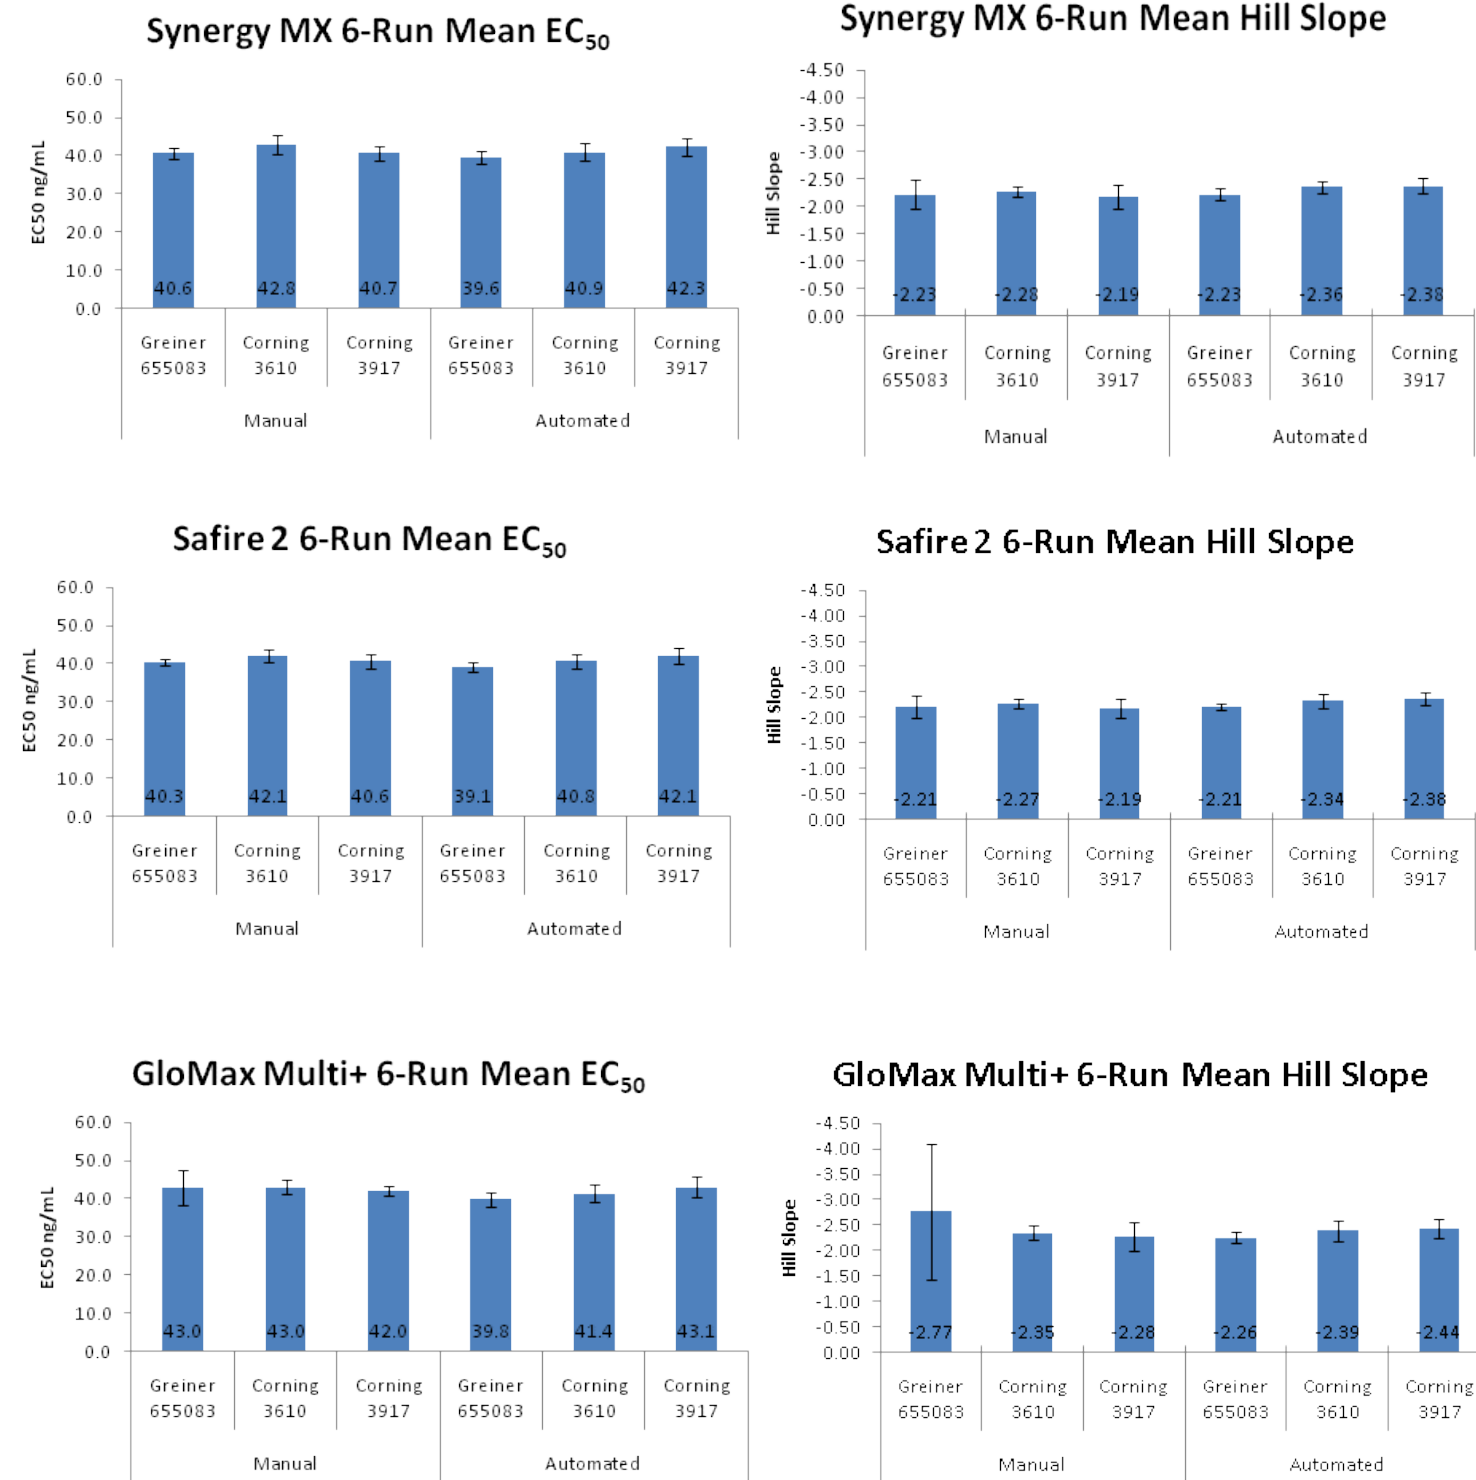 Synergy MX 6-Run Mean EC50
60.0
50.0
40.0
30.0
20.0
10.0
0.0
EC50 ng/mL
40.6 42.8 40.7 39.6 40.9 42.3
Greiner Corning Corning Greiner Corning Corning
655083 3610 3917 655083 3610 3917
Manual Automated
Synergy MX 6-Run Mean Hill Slope
-4.50
-4.00
-3.50
-3.00
-2.50
-2.00
-1.50
-1.00
-0.50
0.00
Hill Slope
-2.23 -2.28 -2.19 -2.23 -2.36 -2.38
Greiner Corning Corning Greiner Corning Corning
655083 3610 3917 655083 3610 3917
Manual Automated
Safire 2 6-Run Mean EC50
60.0
50.0
40.0
30.0
20.0
10.0
0.0
EC50 ng/mL
40.3 42.1 40.6 39.1 40.8 42.1
Greiner Corning Corning Greiner Corning Corning
655083 3610 3917 655083 3610 3917
Manual Automated
Safire 2 6-Run Mean Hill Slope
-4.50
-4.00
-3.50
-3.00
-2.50
-2.00
-1.50
-1.00
-0.50
0.00
Hill Slope
-2.21 -2.27 -2.19 -2.21 -2.34 -2.38
Greiner Corning Corning Greiner Corning Corning
655083 3610 3917 655083 3610 3917
Manual Automated
GloMax Multi+ 6-Run Mean EC50
60.0
50.0
40.0
30.0
20.0
10.0
0.0
EC50 ng/mL
43.0 43.0 42.0 39.8 41.4 43.1
Greiner Corning Corning Greiner Corning Corning
655083 3610 3917 655083 3610 3917
Manual Automated
GloMax Multi+ 6-Run Mean Hill Slope
-4.50
-4.00
-3.50
-3.00
-2.50
-2.00
-1.50
-1.00
-0.50
0.00
Hill Slope
-2.77 -2.35 -2.28 -2.26 -2.39 -2.44
Greiner Corning Corning Greiner Corning Corning
655083 3610 3917 655083 3610 3917
Manual Automated